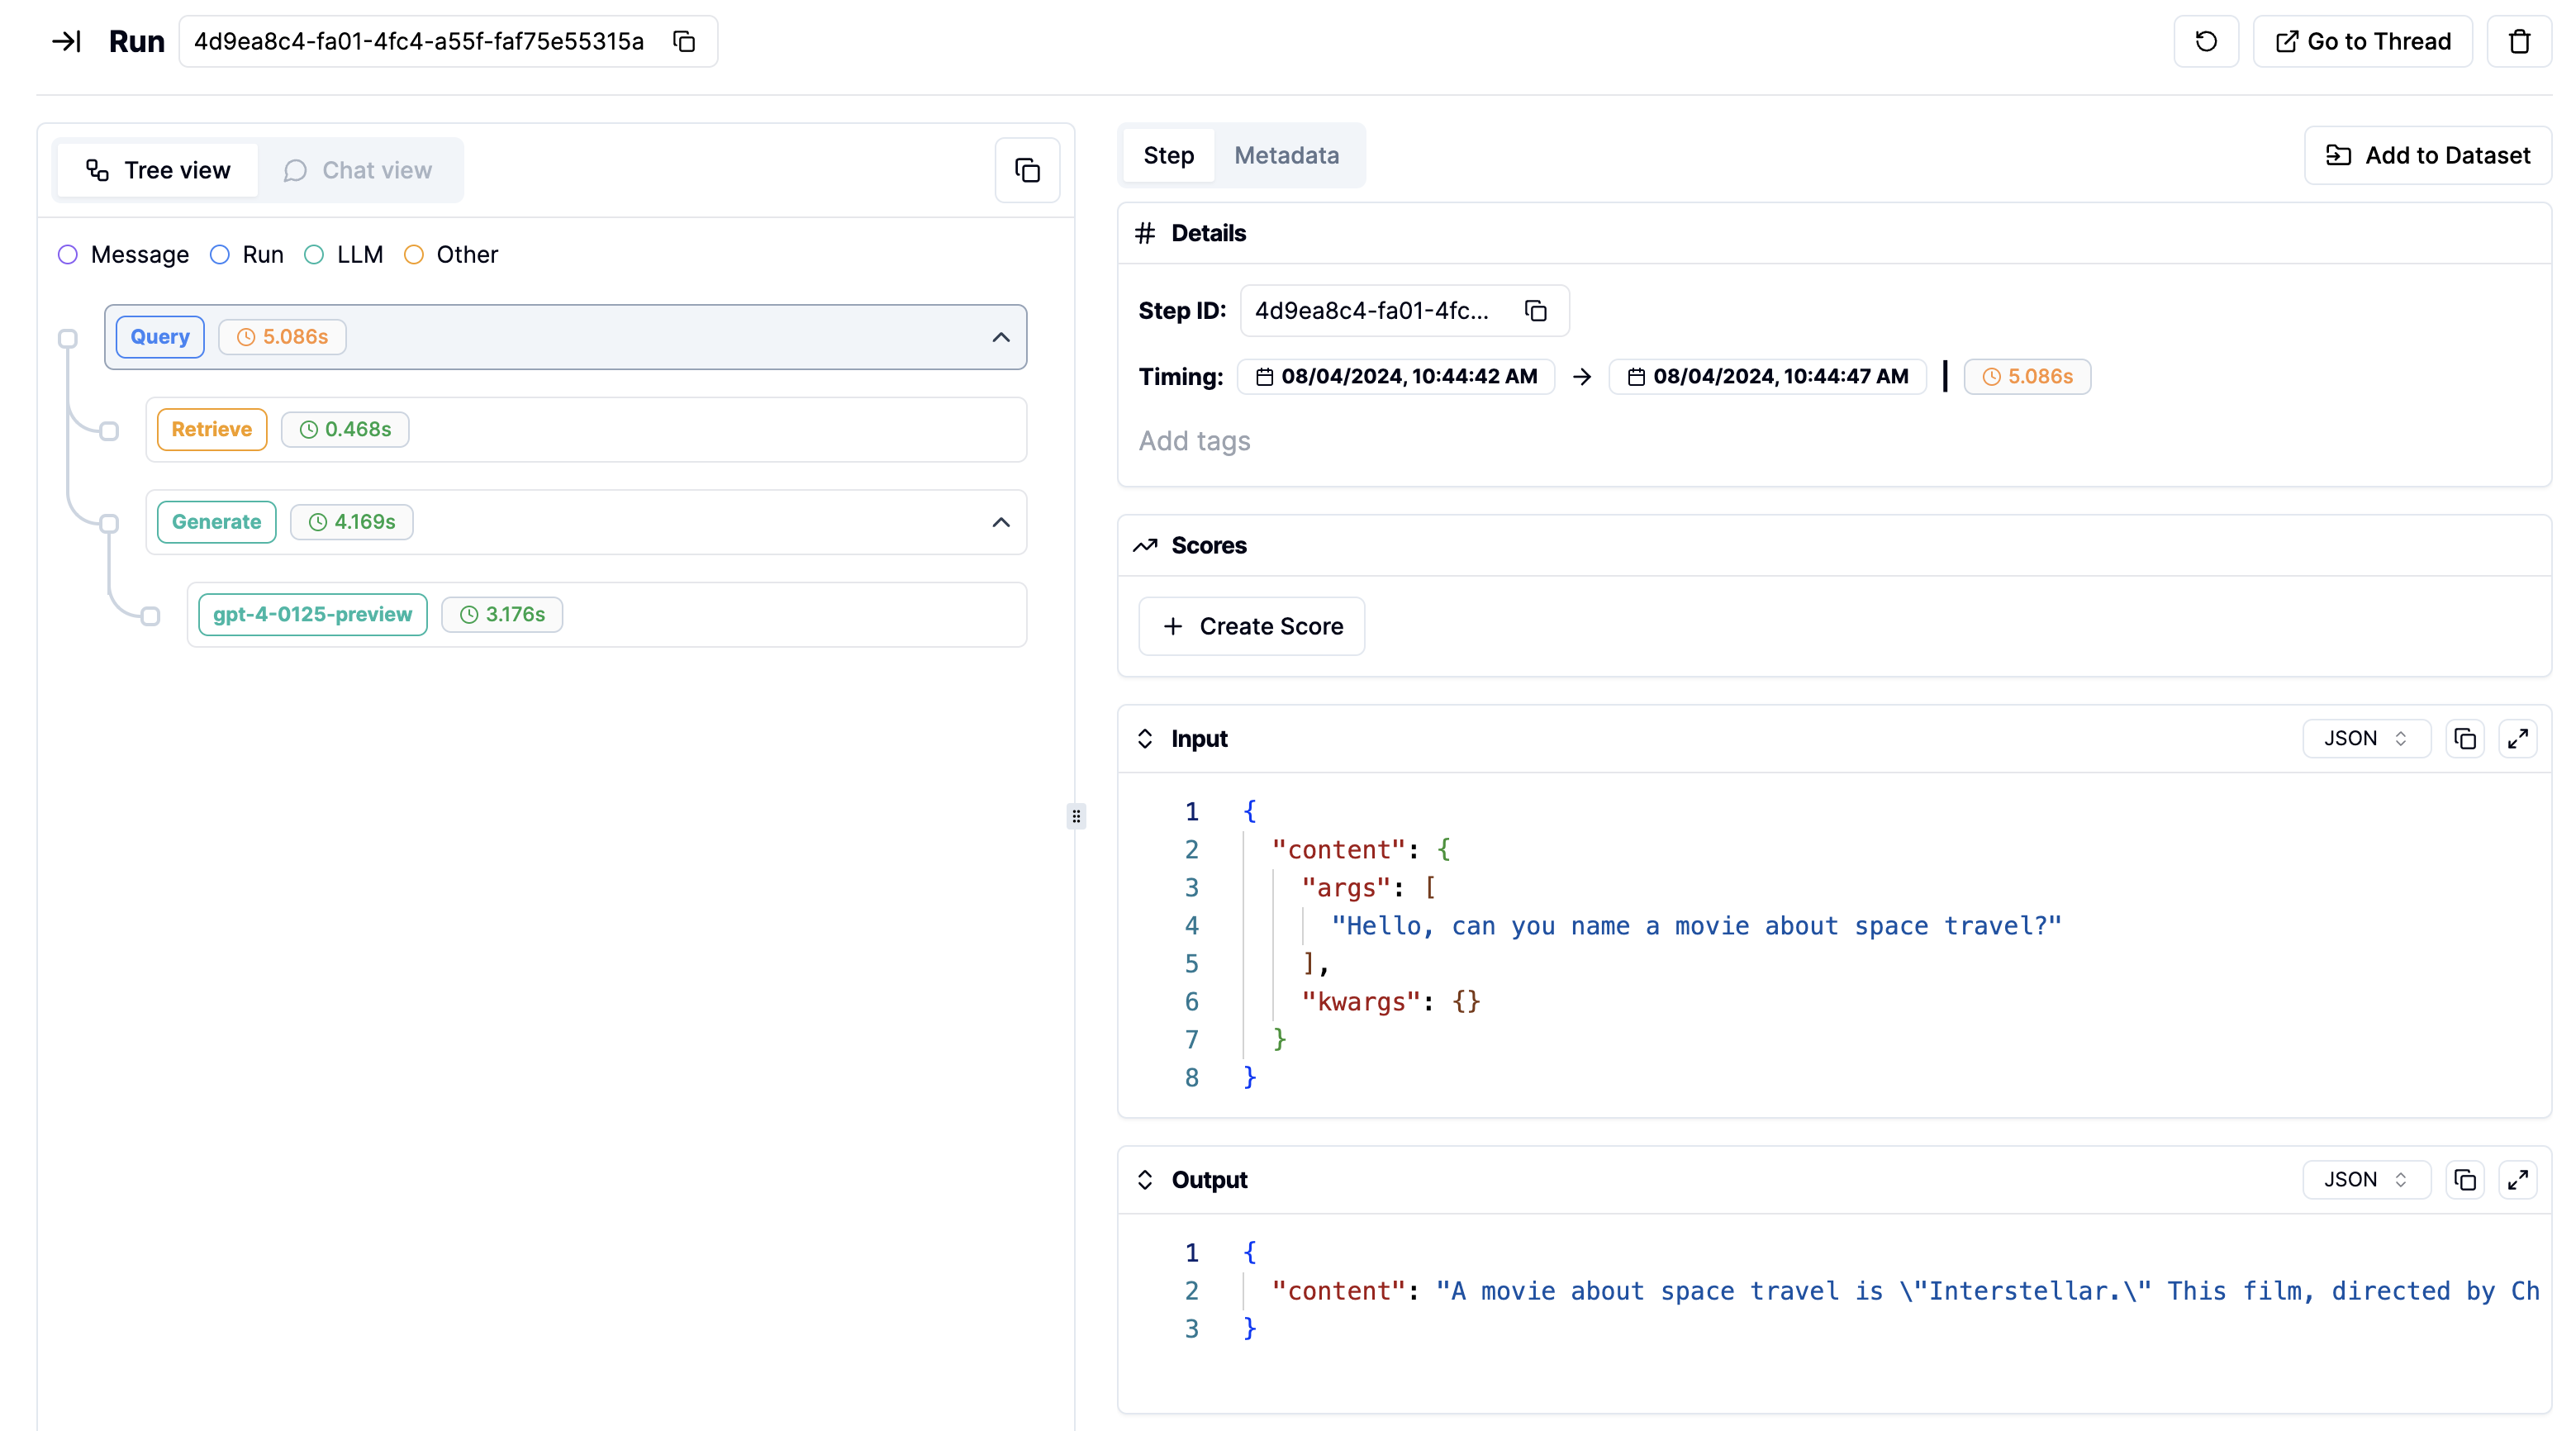 Run 4d9ea8c4-fa01-4fc4-a55f-faf75e55315a Go to Thread
Tree view Chat view
Message Run LLM Other
Query 5.086s
Retrieve 0.468s
Generate 4.169s
gpt-4-0125-preview 3.176s
Step Metadata Add to Dataset
# Details
Step ID: 4d9ea8c4-fa01-4fc...
Timing: 08/04/2024, 10:44:42 AM → 08/04/2024, 10:44:47 AM | 5.086s
Add tags
Scores
+ Create Score
Input JSON
1 {
2 "content": {
3 "args": [
4 "Hello, can you name a movie about space travel?"
5 ],
6 "kwargs": {}
7 }
8 }
Output JSON
1 {
2 "content": "A movie about space travel is \"Interstellar.\" This film, directed by Ch
3 }